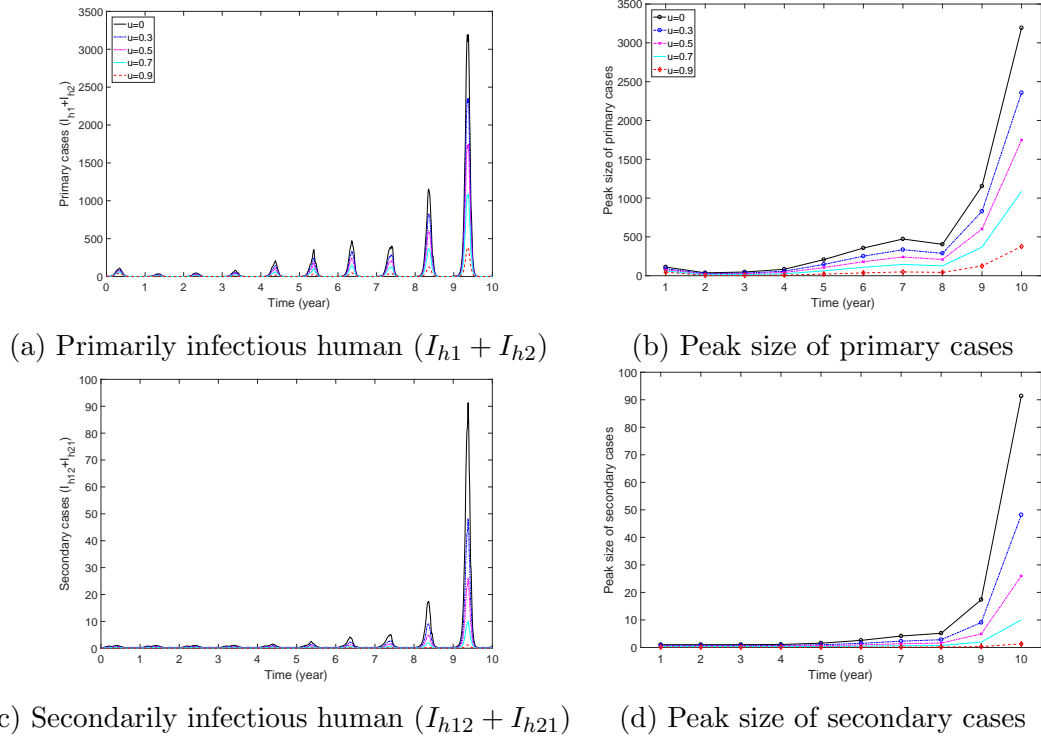 3500
3000
2500
2000
1500
1000
500
0
Primary cases (I_h1+I_h2)
u=0
u=0.3
u=0.5
u=0.7
u=0.9
0 1 2 3 4 5 6 7 8 9 10
Time (year)
(a) Primarily infectious human (I_h1 + I_h2)
3500
3000
2500
2000
1500
1000
500
0
Peak size of primary cases
u=0
u=0.3
u=0.5
u=0.7
u=0.9
1 2 3 4 5 6 7 8 9 10
Time (year)
(b) Peak size of primary cases
100
90
80
70
60
50
40
30
20
10
0
Secondary cases (I_h12+I_h21)
0 1 2 3 4 5 6 7 8 9 10
Time (year)
c) Secondarily infectious human (I_h12 + I_h21)
100
90
80
70
60
50
40
30
20
10
0
Peak size of secondary cases
1 2 3 4 5 6 7 8 9 10
Time (year)
(d) Peak size of secondary cases